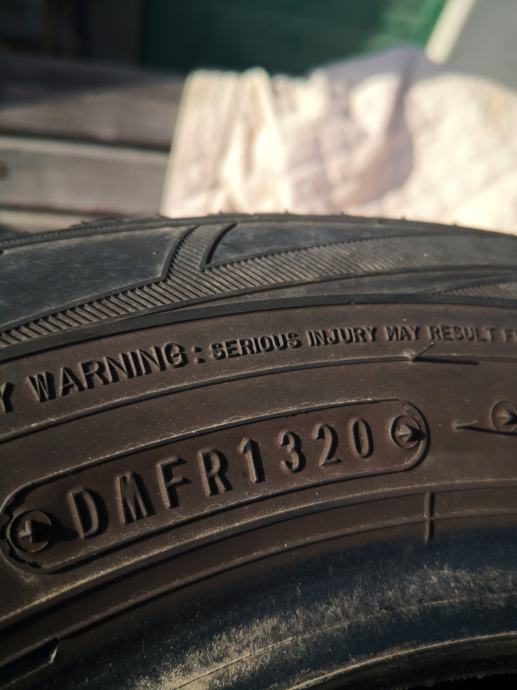 Y WARNING: SERIOUS INJURY MAY RESULT F
DMFR1320